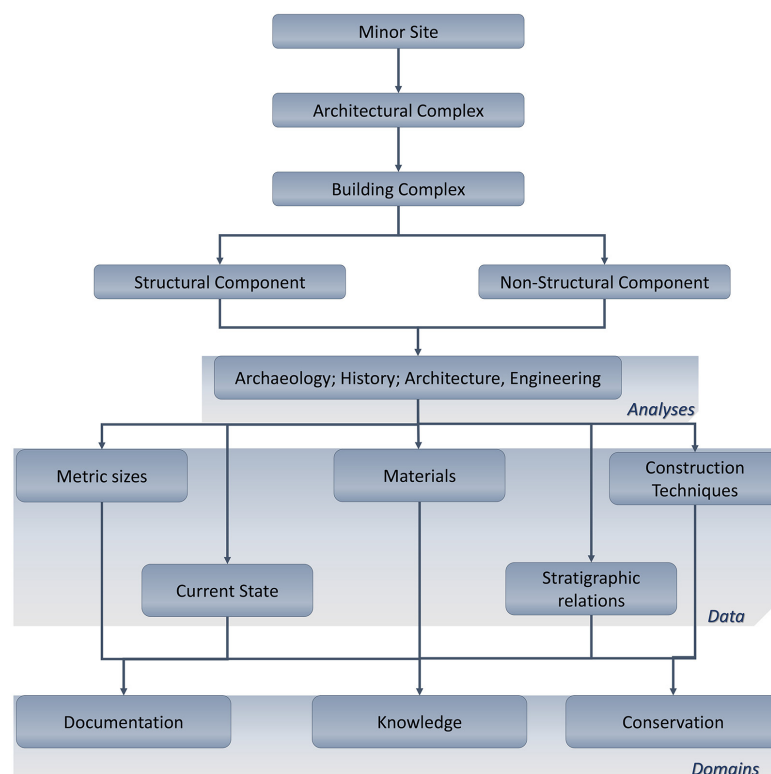 Minor Site
Architectural Complex
Building Complex
Structural Component
Non-Structural Component
Archaeology; History; Architecture, Engineering
Analyses
Metric sizes
Materials
Construction
Techniques
Current State
Stratigraphic
relations
Data
Documentation
Knowledge
Conservation
Domains